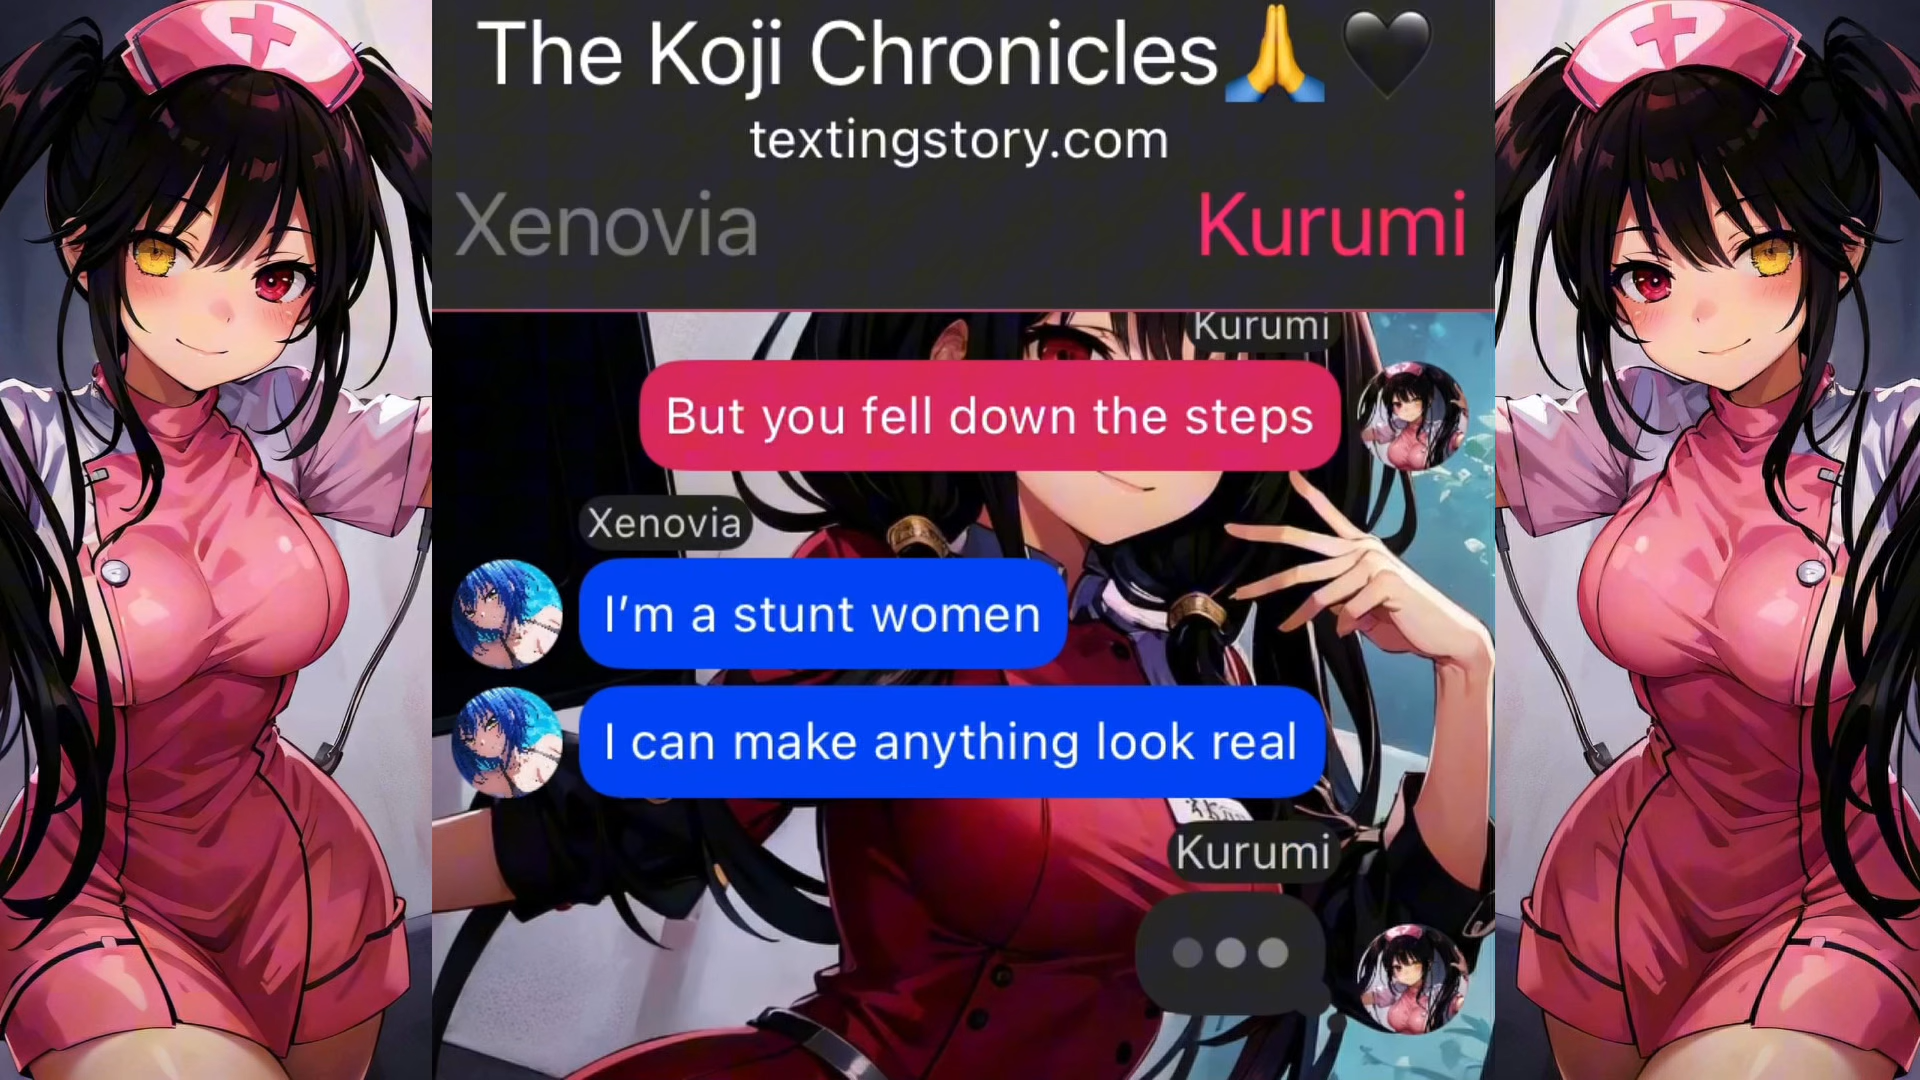 The Koji Chronicles🙏🖤
textingstory.com
Xenovia
Kurumi
Kurumi
But you fell down the steps
Xenovia
I’m a stunt women
I can make anything look real
Kurumi